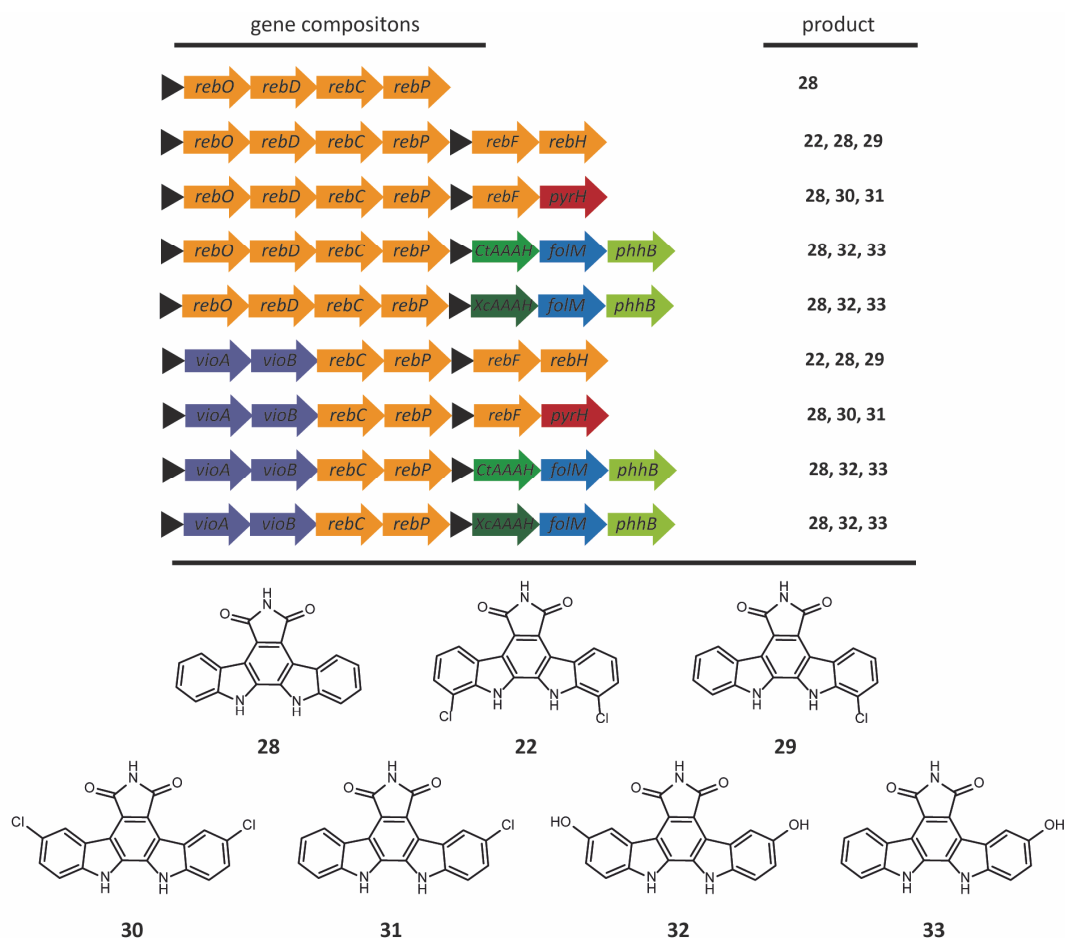 gene compositons product
rebO rebD rebC rebP 28
rebO rebD rebC rebP rebF rebH 22, 28, 29
rebO rebD rebC rebP rebF pyrH 28, 30, 31
rebO rebD rebC rebP CtAAAH folM phhB 28, 32, 33
rebO rebD rebC rebP XcAAAH folM phhB 28, 32, 33
vioA vioB rebC rebP rebF rebH 22, 28, 29
vioA vioB rebC rebP rebF pyrH 28, 30, 31
vioA vioB rebC rebP CtAAAH folM phhB 28, 32, 33
vioA vioB rebC rebP XcAAAH folM phhB 28, 32, 33
H H H
N N N
O O O O O O
NH HN N N N N
H H H H
Cl Cl Cl
28 22 29
H H H H
N N N N
O O O O O O O O
Cl Cl Cl HO OH OH
N N N N N N N N
H H H H H H H H
30 31 32 33